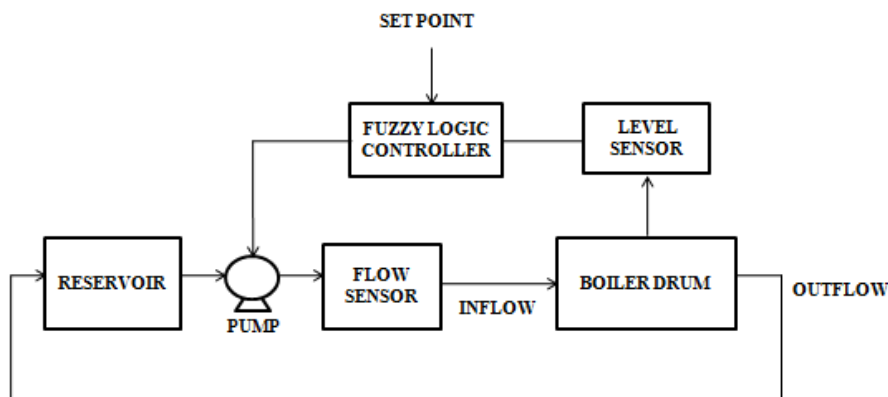 SET POINT
FUZZY LOGIC
CONTROLLER
LEVEL
SENSOR
RESERVOIR
PUMP
FLOW
SENSOR
INFLOW
BOILER DRUM
OUTFLOW